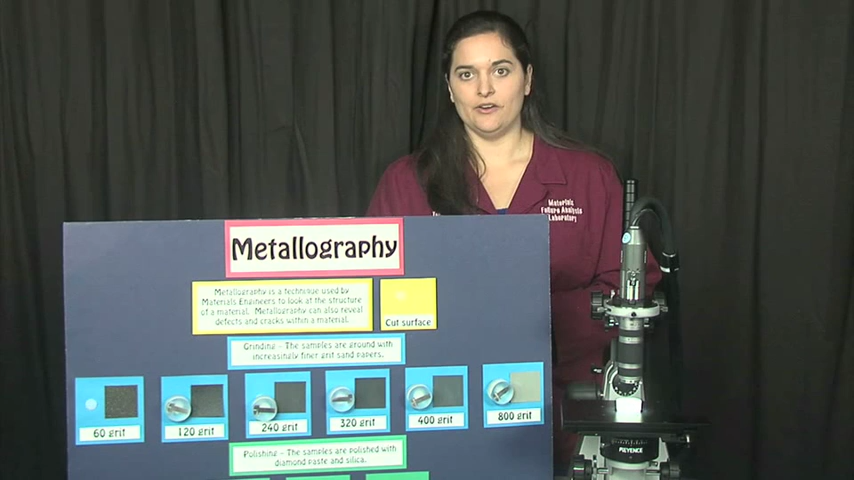 Materials
Failure Analysis
Laboratory
Metallography
Metallography is a technique used by
Materials Engineers to look at the structure
of a material. Metallography can also reveal
defects and cracks within a material.
Cut surface
Grinding - The samples are ground with
increasingly finer grit sand papers.
60 grit
120 grit
240 grit
320 grit
400 grit
800 grit
Polishing - The samples are polished with
diamond paste and silica.
KEYENCE